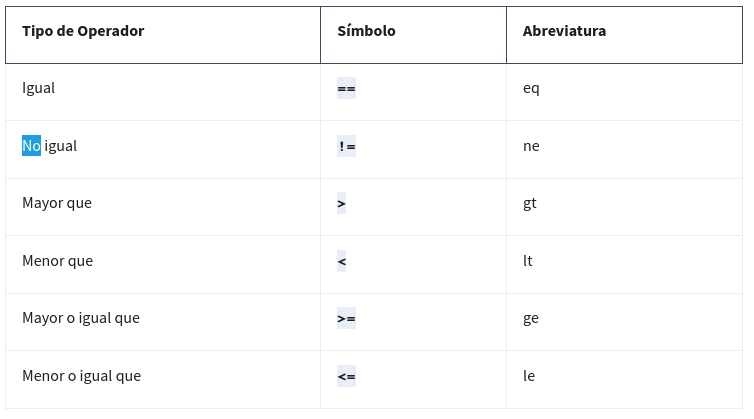 Tipo de Operador Símbolo Abreviatura
Igual == eq
No igual != ne
Mayor que > gt
Menor que < lt
Mayor o igual que >= ge
Menor o igual que <= le